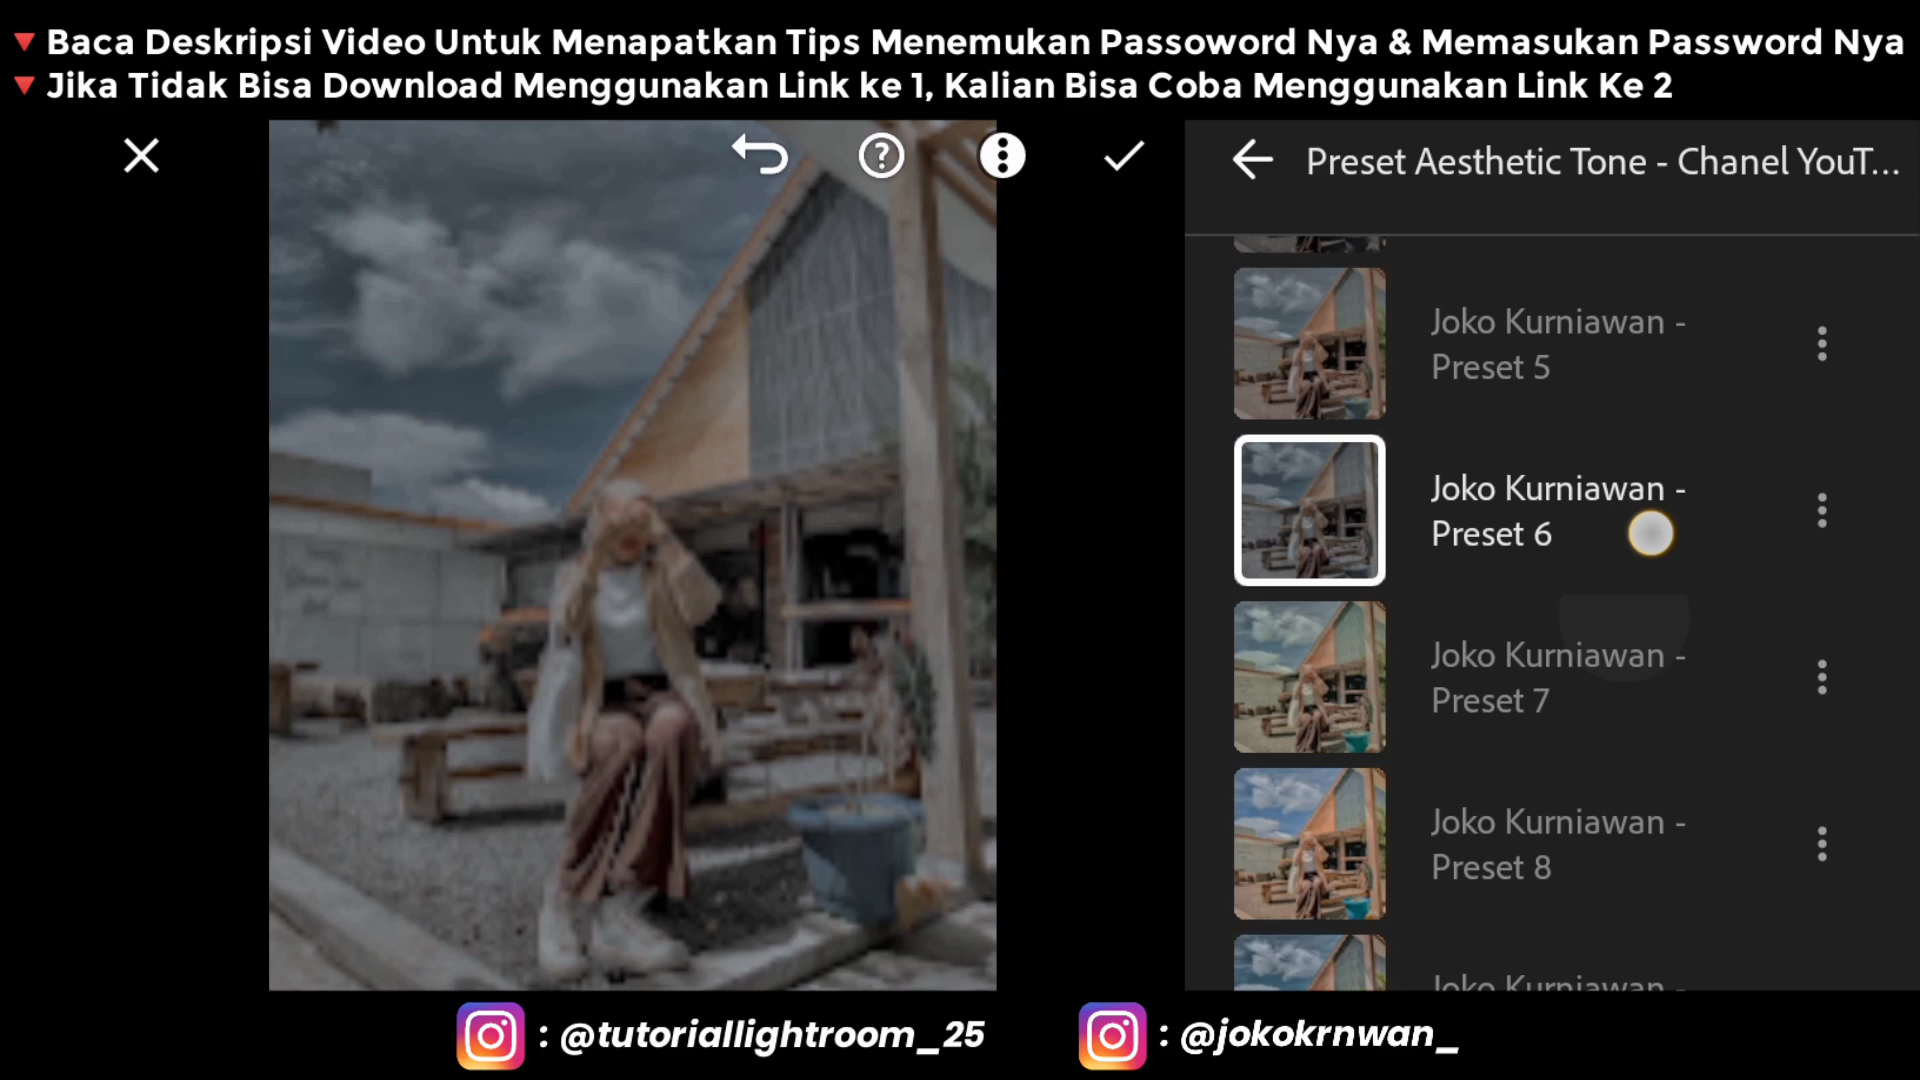 Baca Deskripsi Video Untuk Menapatkan Tips Menemukan Passoword Nya & Memasukan Password Nya
Jika Tidak Bisa Download Menggunakan Link ke 1, Kalian Bisa Coba Menggunakan Link Ke 2
Preset Aesthetic Tone - Chanel YouT...
Joko Kurniawan -
Preset 5
Joko Kurniawan -
Preset 6
Joko Kurniawan -
Preset 7
Joko Kurniawan -
Preset 8
Joko Kurniawan -
: @tutoriallightroom_25
: @jokokrnwan_